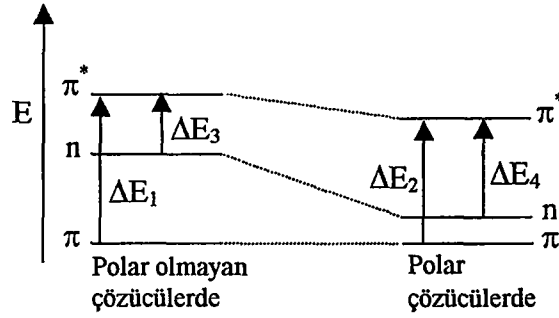 π*
π*
E
ΔE₃
n
ΔE₂
ΔE₄
ΔE₁
n
π
π
Polar olmayan
çözücülerde
Polar
çözücülerde